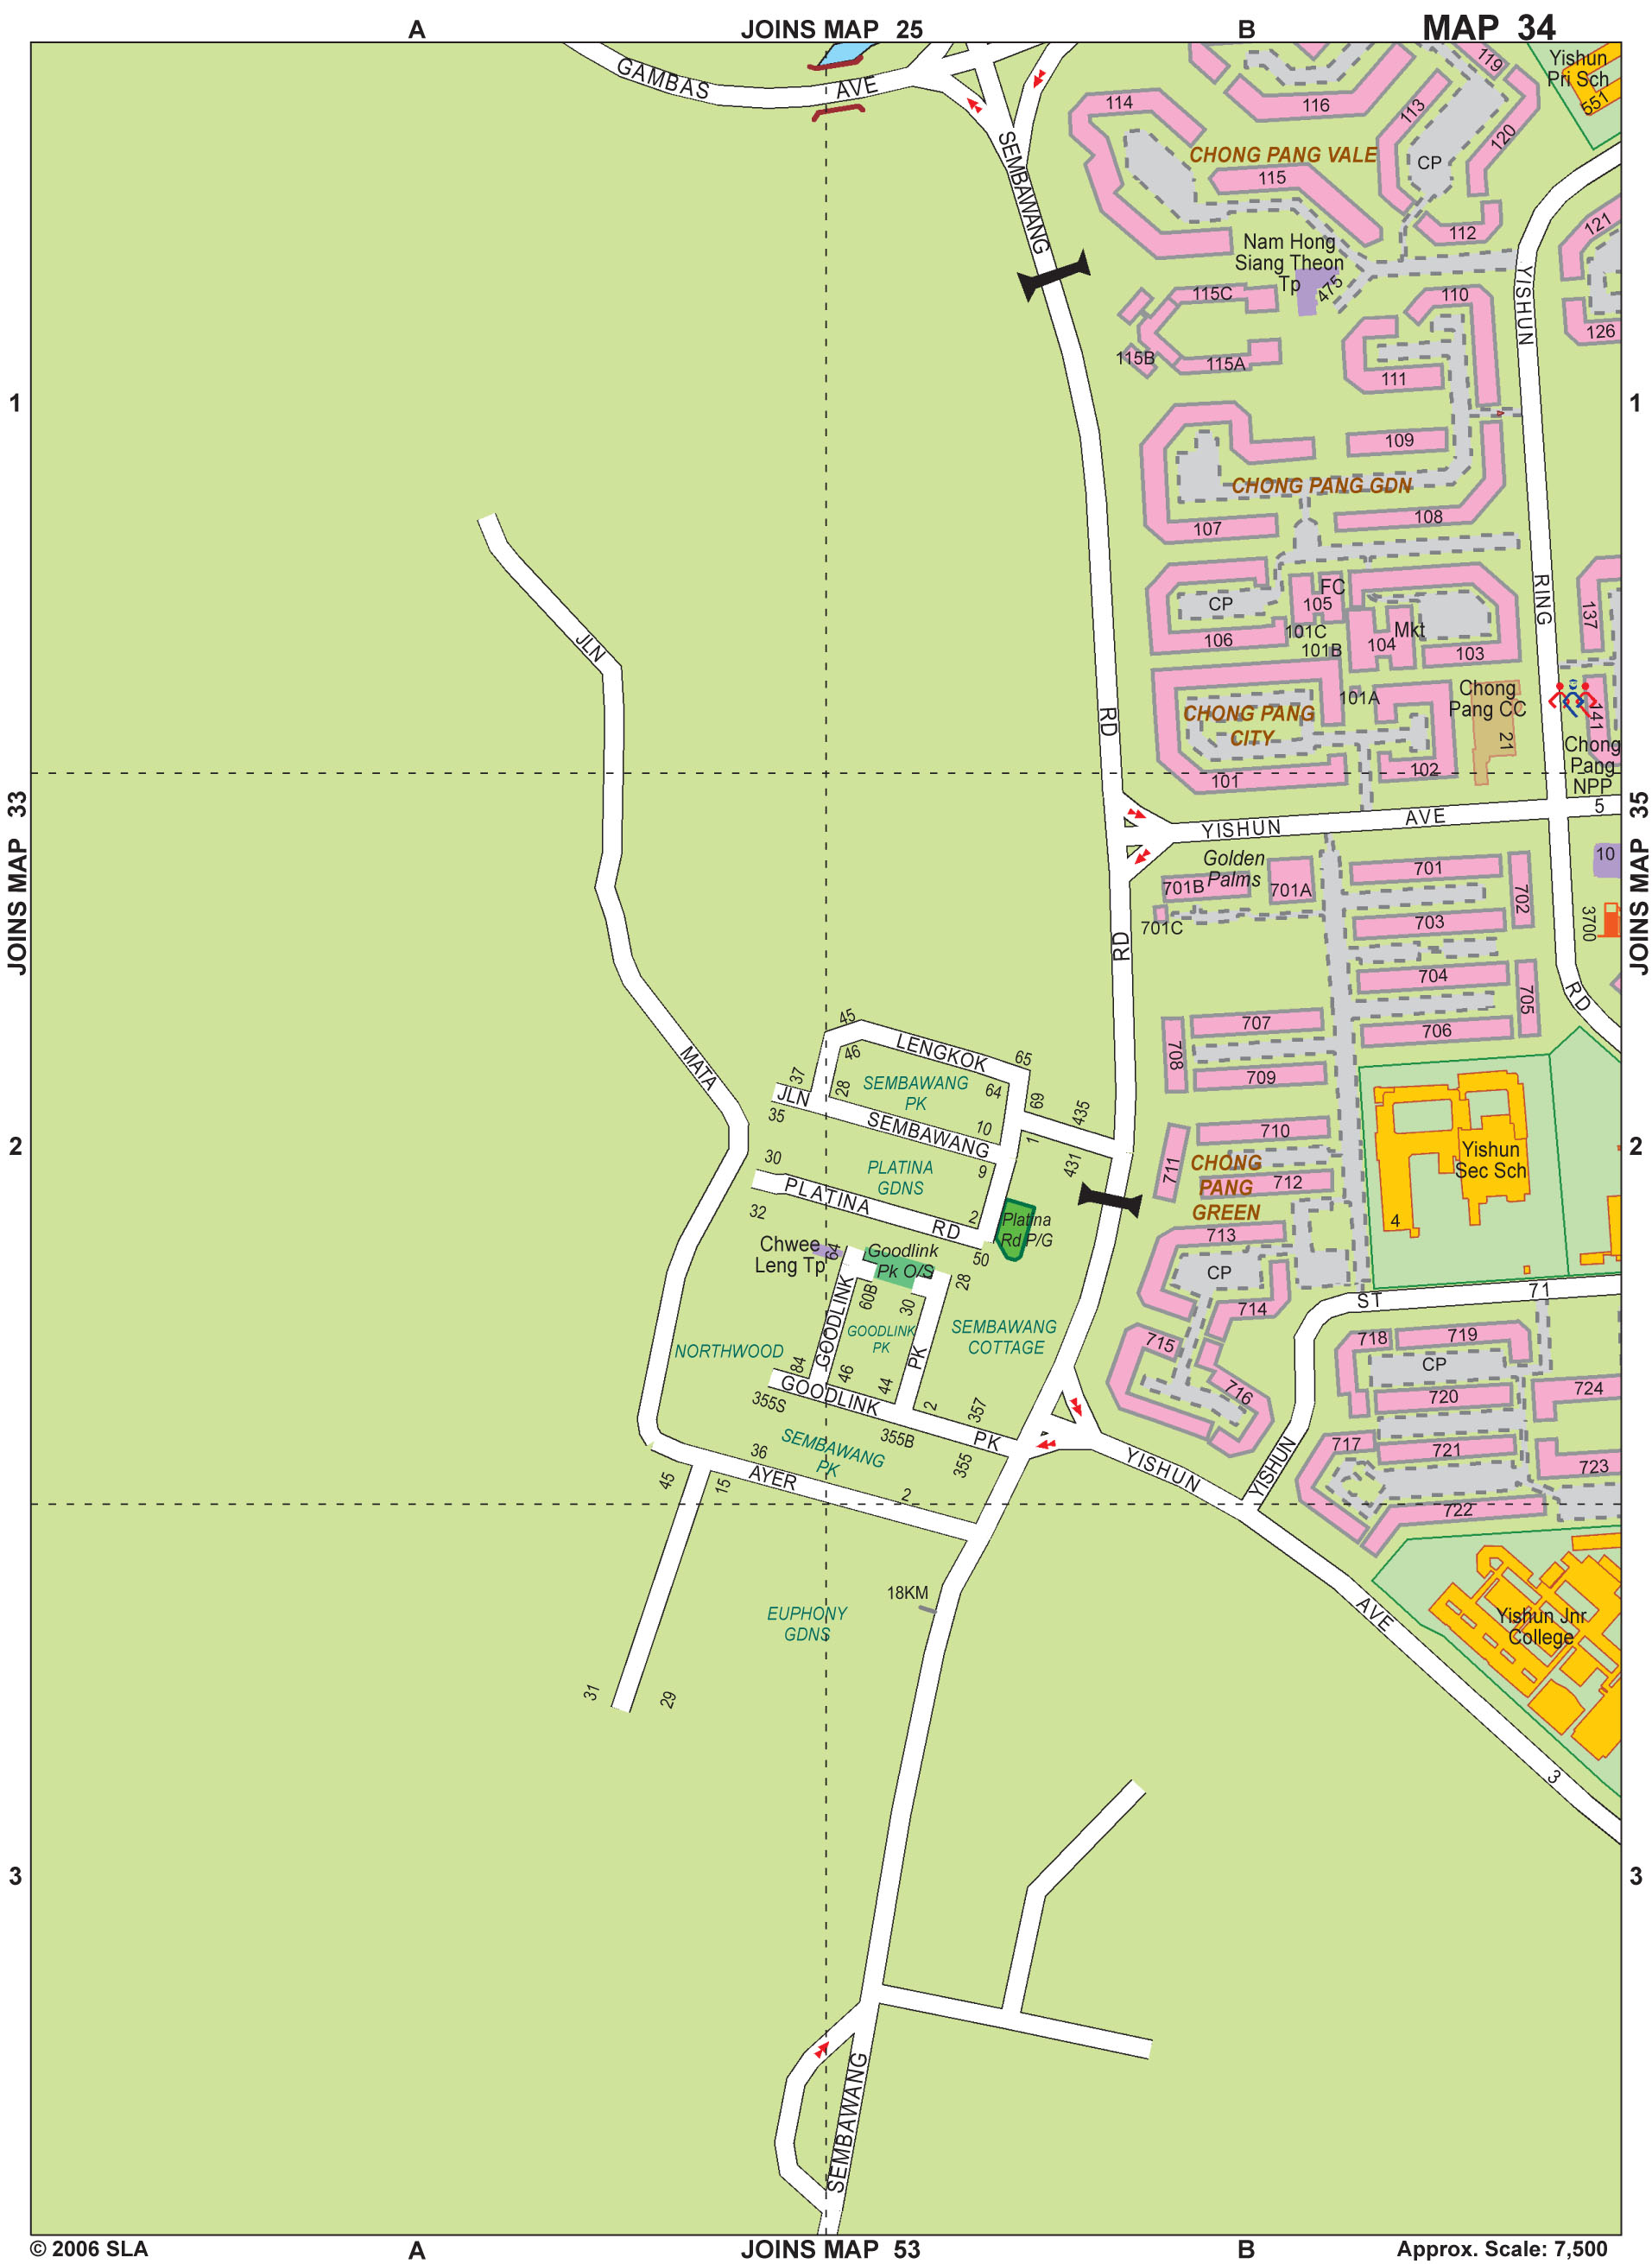 A
JOINS MAP 25
B
MAP 34
GAMBAS
AVE
SEMBAWANG
114
116
119
113
120
Yishun
Pri Sch
551
CHONG PANG VALE
CP
115
112
121
Nam Hong
Siang Theon
Tp
475
YISHUN
115C
110
126
115B
115A
111
1
1
109
CHONG PANG GDN
107
108
JLN
CP
FC
105
RING
137
106
101C
101B
104
Mkt
103
101A
Chong
Pang CC
21
141
RD
CHONG PANG
CITY
Chong
Pang
NPP
101
102
5
JOINS MAP 33
JOINS MAP 35
YISHUN
AVE
Golden
Palms
701
10
701B
701A
702
701C
703
3700
RD
704
705
RD
706
707
708
709
MATA
45
46
LENGKOK
65
37
28
SEMBAWANG
PK
64
69
JLN
35
435
SEMBAWANG
10
1
431
710
2
2
711
CHONG
PANG
GREEN
712
Yishun
Sec Sch
4
30
PLATINA
GDNS
9
PLATINA
RD
2
32
Platina
Rd P/G
50
713
Chwee
Leng Tp
64
Goodlink
Pk O/S
28
60B
30
CP
714
ST
71
GOODLINK
GOODLINK
PK
SEMBAWANG
COTTAGE
NORTHWOOD
PK
715
718
719
CP
84
46
44
716
720
724
GOODLINK
355S
2
357
355B
PK
355
717
721
723
SEMBAWANG
PK
36
AYER
45
15
2
YISHUN
YISHUN
722
18KM
EUPHONY
GDNS
AVE
Yishun Jnr
College
31
29
3
3
3
SEMBAWANG
© 2006 SLA
A
JOINS MAP 53
B
Approx. Scale: 7,500